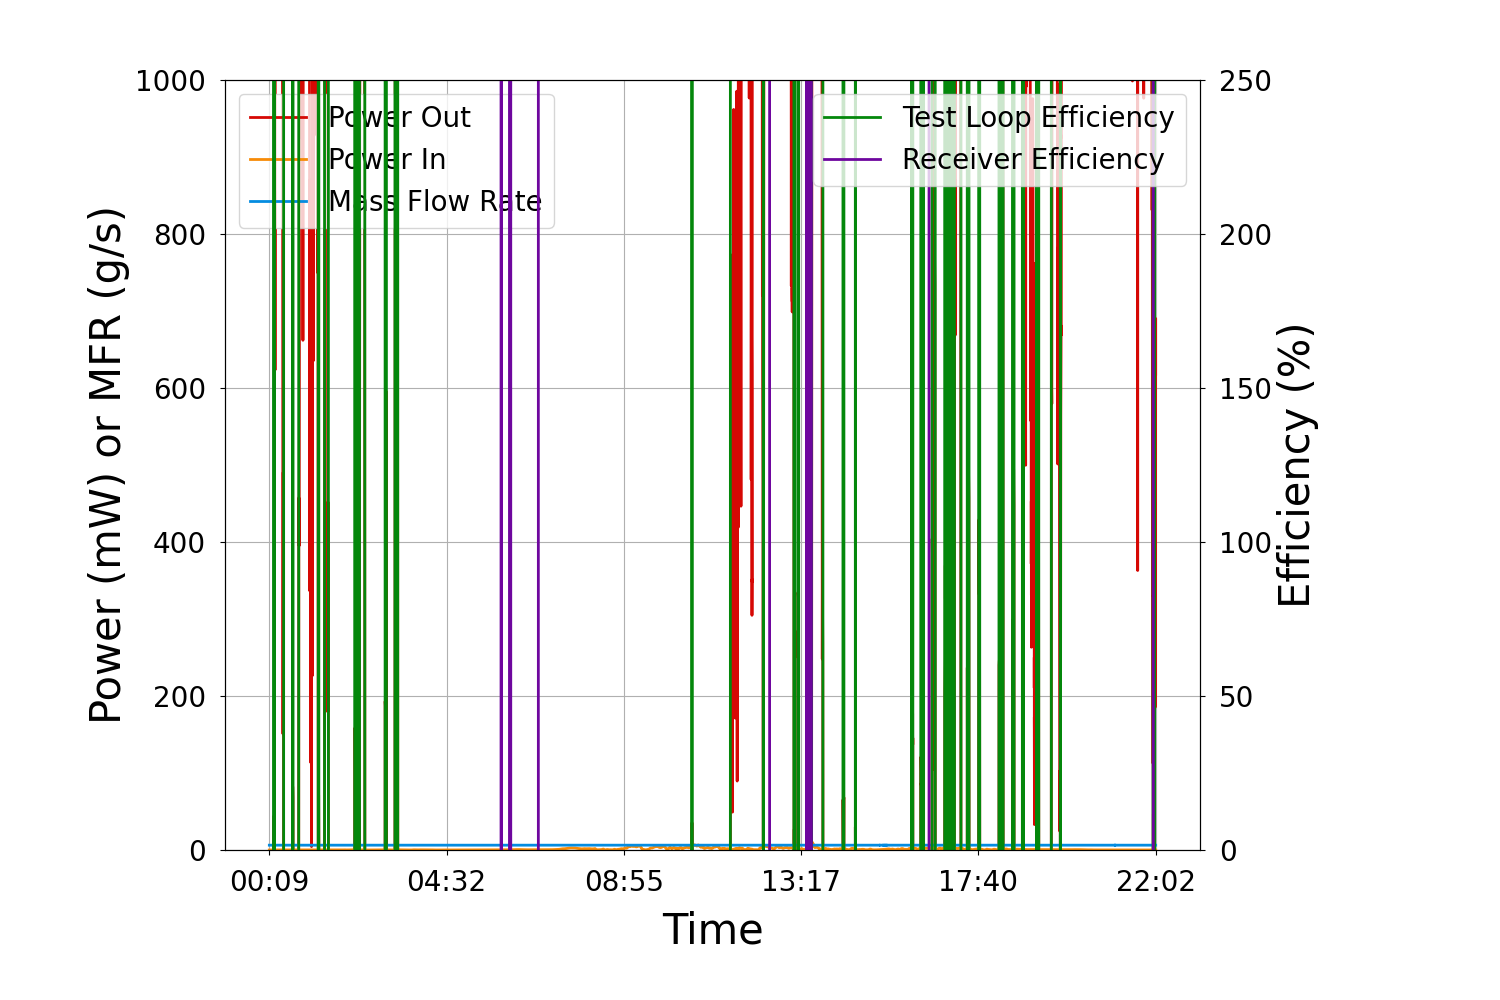 Power (mW) or MFR (g/s)
1000
800
600
400
200
0
Power Out
Power In
Mass Flow Rate
Test Loop Efficiency
Receiver Efficiency
250
200
150
100
50
0
Efficiency (%)
00:09 04:32 08:55 13:17 17:40 22:02
Time